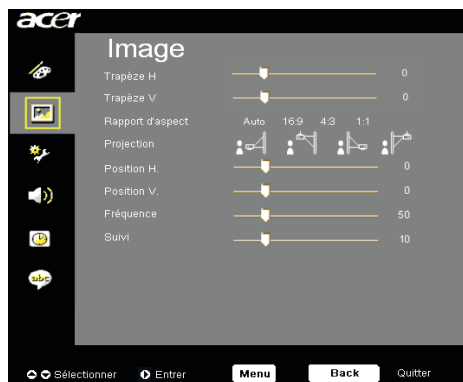 acer
Image
Trapèze H 0
Trapèze V 0
Rapport d'aspect Auto 16:9 4:3 1:1
Projection
Position H. 0
Position V. 0
Fréquence 50
Suivi 10
abc
Sélectionner Entrer Menu Back Quitter